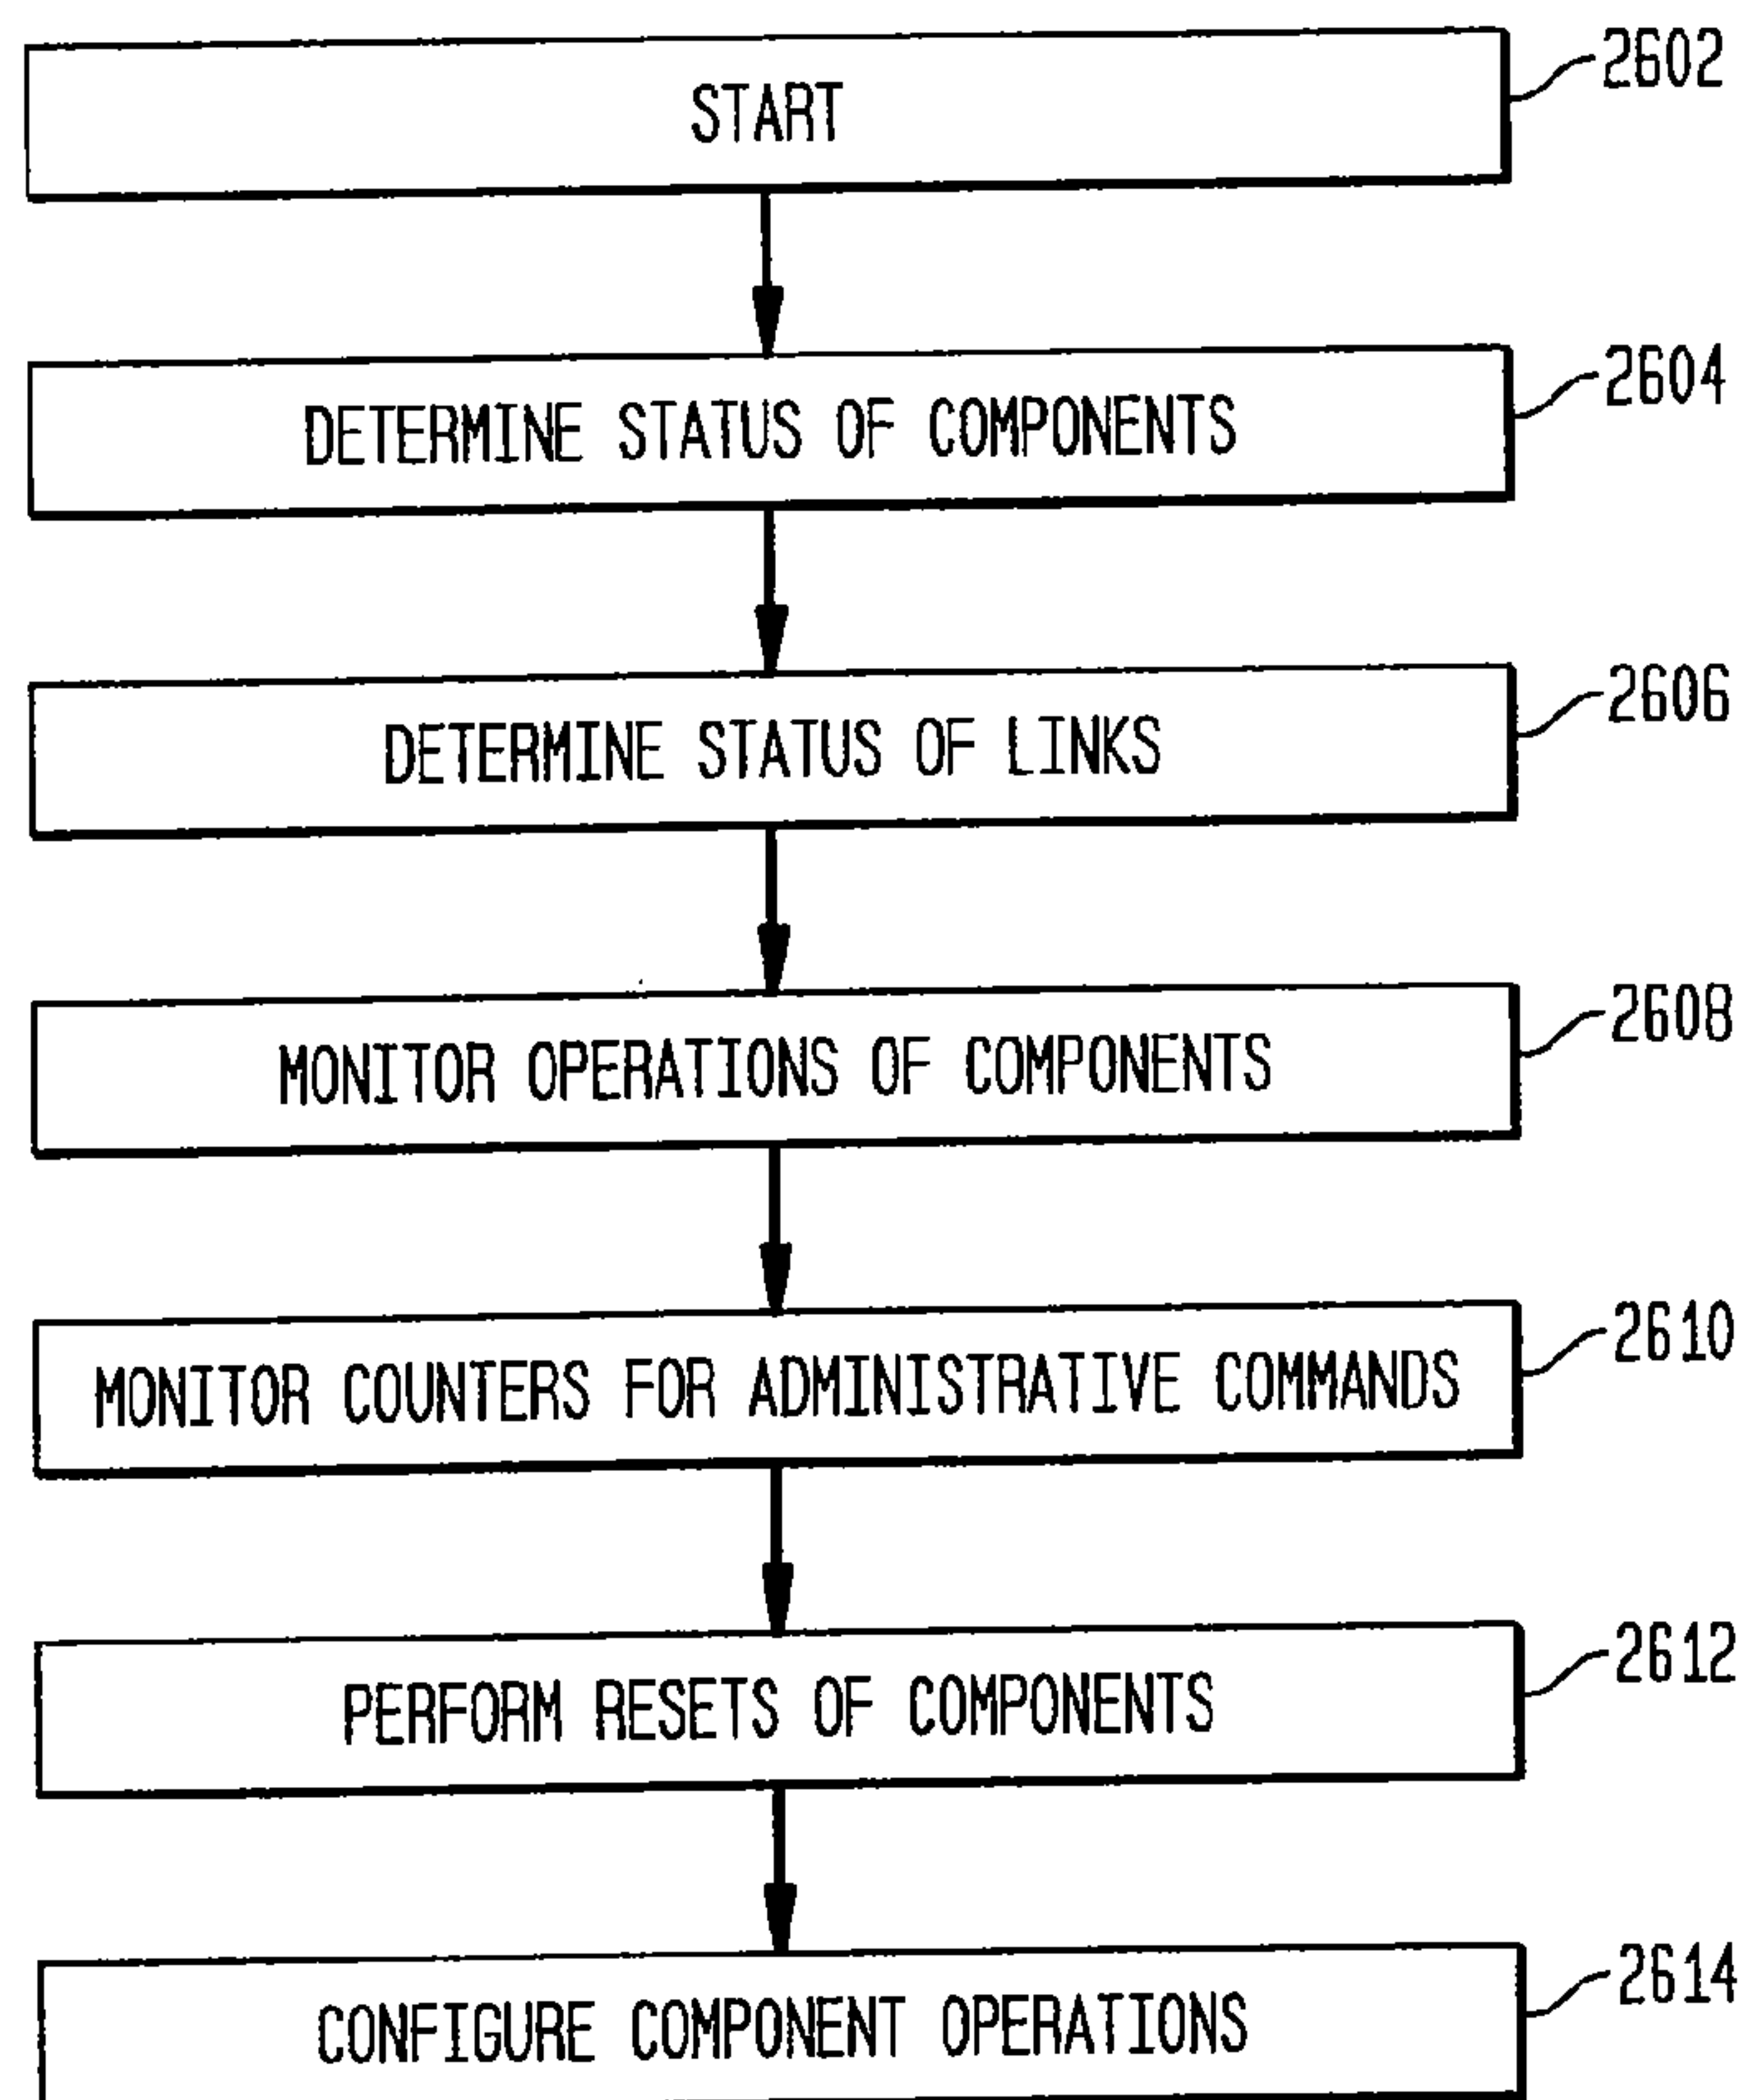 START
2602
DETERMINE STATUS OF COMPONENTS
2604
DETERMINE STATUS OF LINKS
2606
MONITOR OPERATIONS OF COMPONENTS
2608
MONITOR COUNTERS FOR ADMINISTRATIVE COMMANDS
2610
PERFORM RESETS OF COMPONENTS
2612
CONFIGURE COMPONENT OPERATIONS
2614